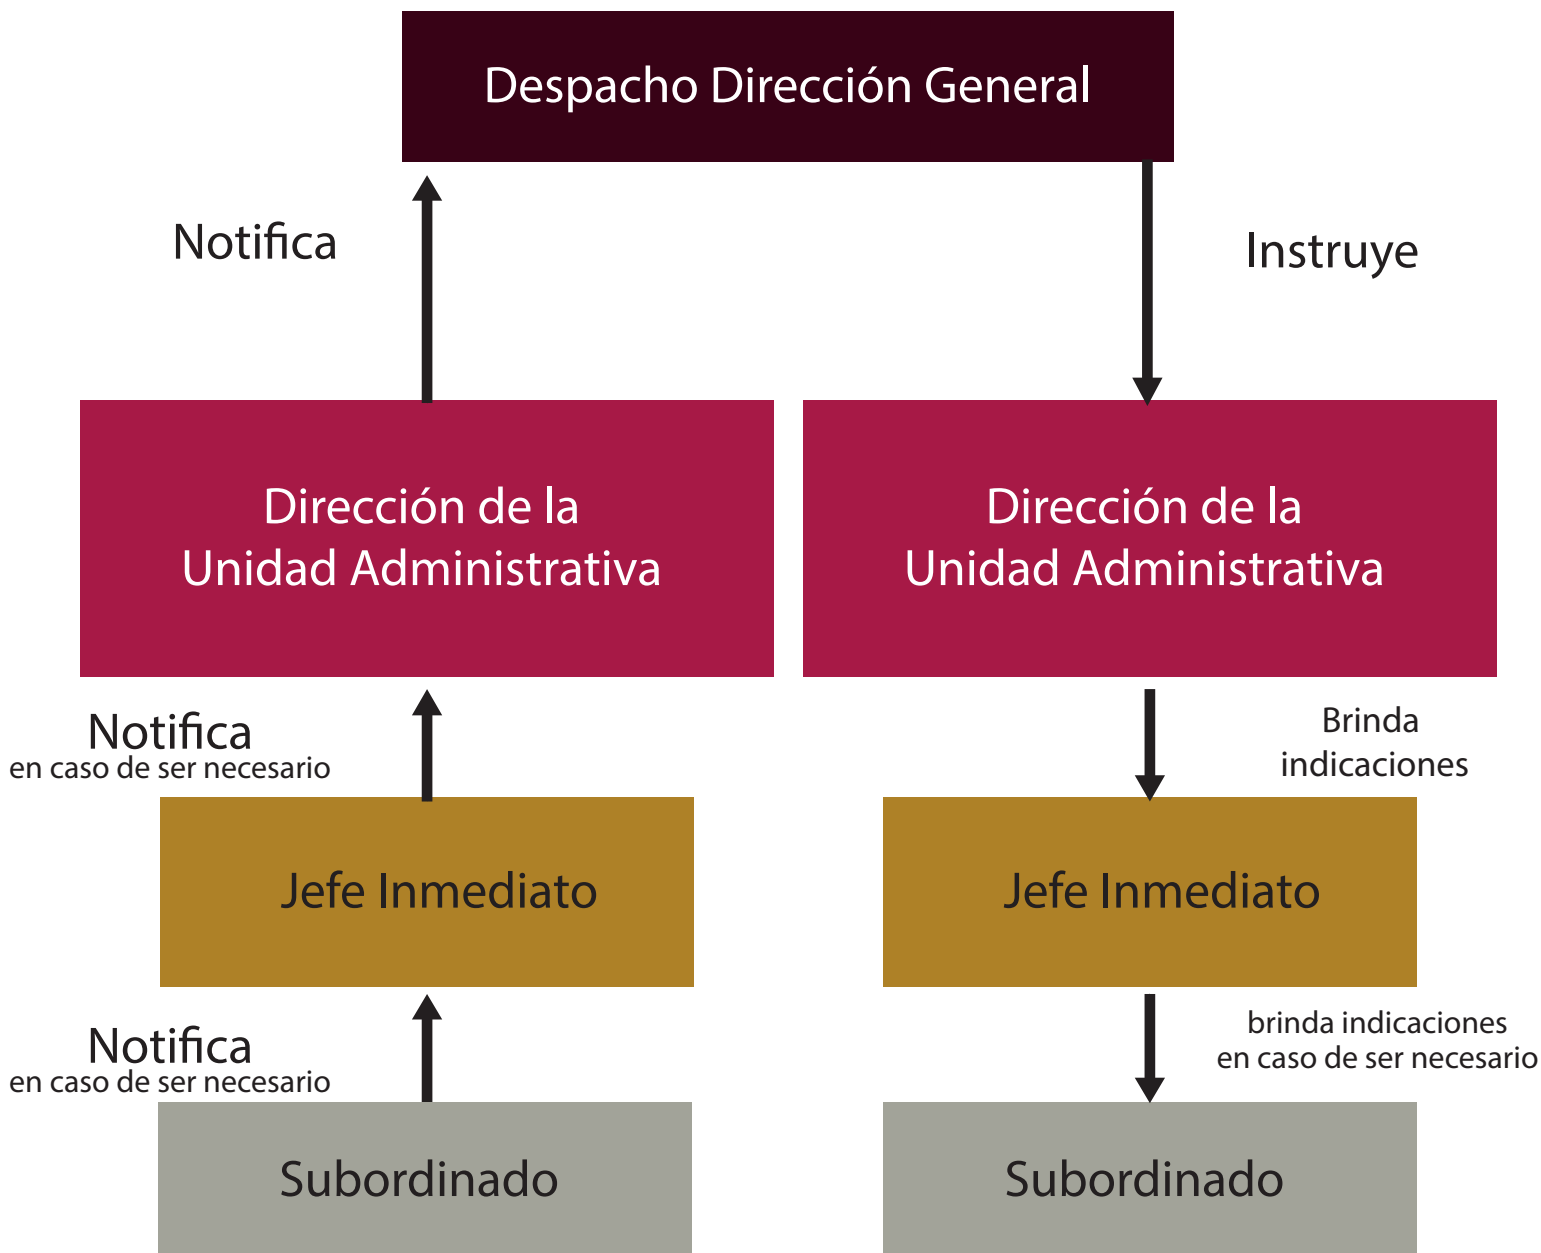 Despacho Dirección General
Notifica
Instruye
Dirección de la
Unidad Administrativa
Dirección de la
Unidad Administrativa
Notifica
en caso de ser necesario
Brinda
indicaciones
Jefe Inmediato
Jefe Inmediato
Notifica
en caso de ser necesario
brinda indicaciones
en caso de ser necesario
Subordinado
Subordinado